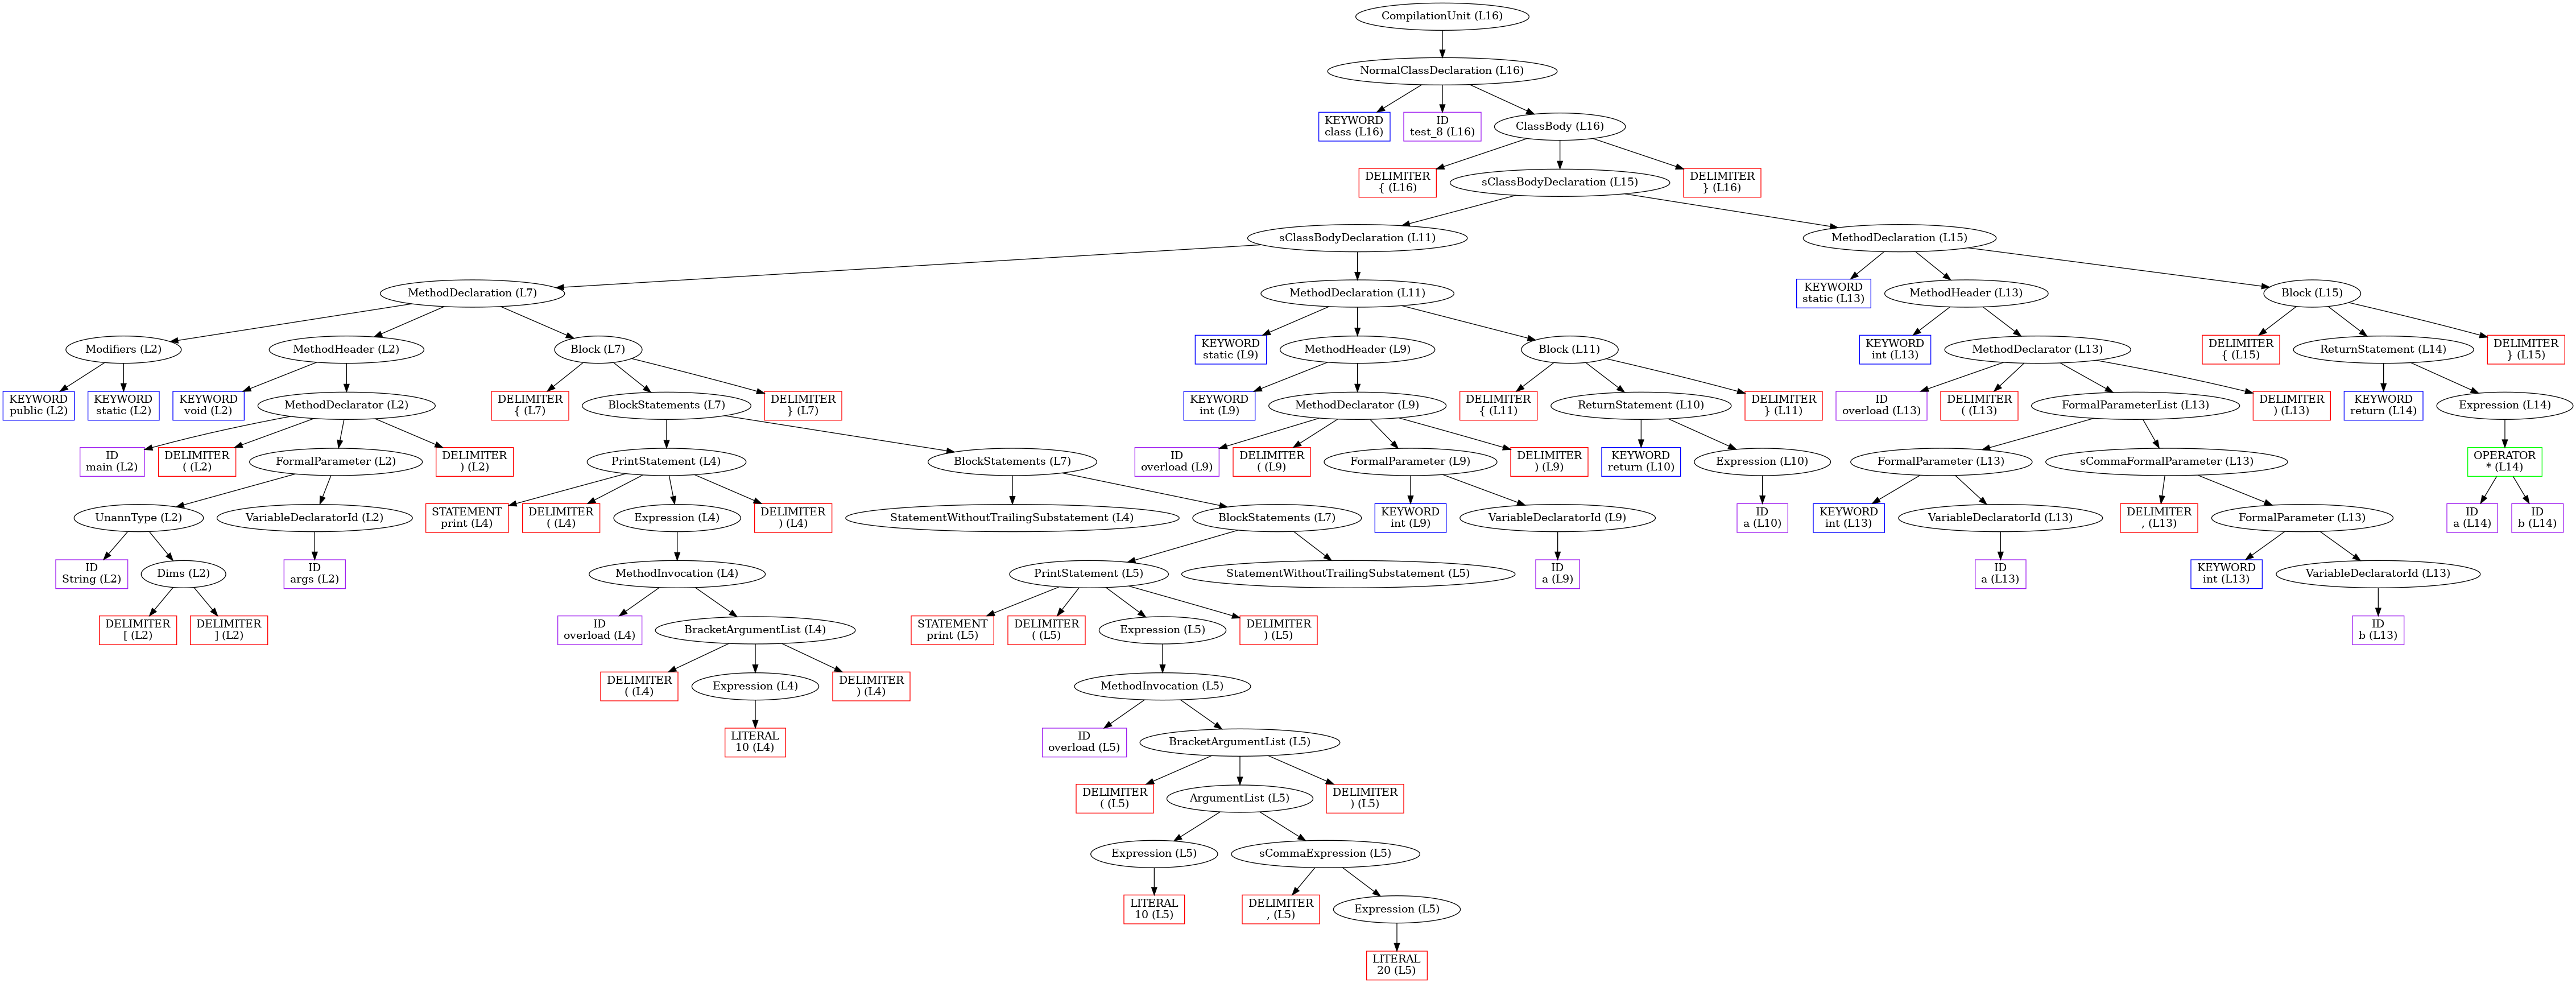 CompilationUnit (L16)
NormalClassDeclaration (L16)
KEYWORD
class (L16)
ID
test_8 (L16)
ClassBody (L16)
DELIMITER
{ (L16)
sClassBodyDeclaration (L15)
DELIMITER
} (L16)
sClassBodyDeclaration (L11)
MethodDeclaration (L15)
MethodDeclaration (L7)
MethodDeclaration (L11)
KEYWORD
static (L13)
MethodHeader (L13)
Block (L15)
Modifiers (L2)
MethodHeader (L2)
Block (L7)
KEYWORD
static (L9)
MethodHeader (L9)
Block (L11)
KEYWORD
int (L13)
MethodDeclarator (L13)
DELIMITER
{ (L15)
ReturnStatement (L14)
DELIMITER
} (L15)
KEYWORD
public (L2)
KEYWORD
static (L2)
KEYWORD
void (L2)
MethodDeclarator (L2)
DELIMITER
{ (L7)
BlockStatements (L7)
DELIMITER
} (L7)
KEYWORD
int (L9)
MethodDeclarator (L9)
DELIMITER
{ (L11)
ReturnStatement (L10)
DELIMITER
} (L11)
ID
overload (L13)
DELIMITER
( (L13)
FormalParameterList (L13)
DELIMITER
) (L13)
KEYWORD
return (L14)
Expression (L14)
ID
main (L2)
DELIMITER
( (L2)
FormalParameter (L2)
DELIMITER
) (L2)
PrintStatement (L4)
BlockStatements (L7)
ID
overload (L9)
DELIMITER
( (L9)
FormalParameter (L9)
DELIMITER
) (L9)
KEYWORD
return (L10)
Expression (L10)
FormalParameter (L13)
sCommaFormalParameter (L13)
OPERATOR
* (L14)
UnannType (L2)
VariableDeclaratorId (L2)
STATEMENT
print (L4)
DELIMITER
( (L4)
Expression (L4)
DELIMITER
) (L4)
StatementWithoutTrailingSubstatement (L4)
BlockStatements (L7)
KEYWORD
int (L9)
VariableDeclaratorId (L9)
ID
a (L10)
KEYWORD
int (L13)
VariableDeclaratorId (L13)
DELIMITER
, (L13)
FormalParameter (L13)
ID
a (L14)
ID
b (L14)
ID
String (L2)
Dims (L2)
ID
args (L2)
MethodInvocation (L4)
PrintStatement (L5)
StatementWithoutTrailingSubstatement (L5)
ID
a (L9)
ID
a (L13)
KEYWORD
int (L13)
VariableDeclaratorId (L13)
DELIMITER
[ (L2)
DELIMITER
] (L2)
ID
overload (L4)
BracketArgumentList (L4)
STATEMENT
print (L5)
DELIMITER
( (L5)
Expression (L5)
DELIMITER
) (L5)
ID
b (L13)
DELIMITER
( (L4)
Expression (L4)
DELIMITER
) (L4)
MethodInvocation (L5)
LITERAL
10 (L4)
ID
overload (L5)
BracketArgumentList (L5)
DELIMITER
( (L5)
ArgumentList (L5)
DELIMITER
) (L5)
Expression (L5)
sCommaExpression (L5)
LITERAL
10 (L5)
DELIMITER
, (L5)
Expression (L5)
LITERAL
20 (L5)